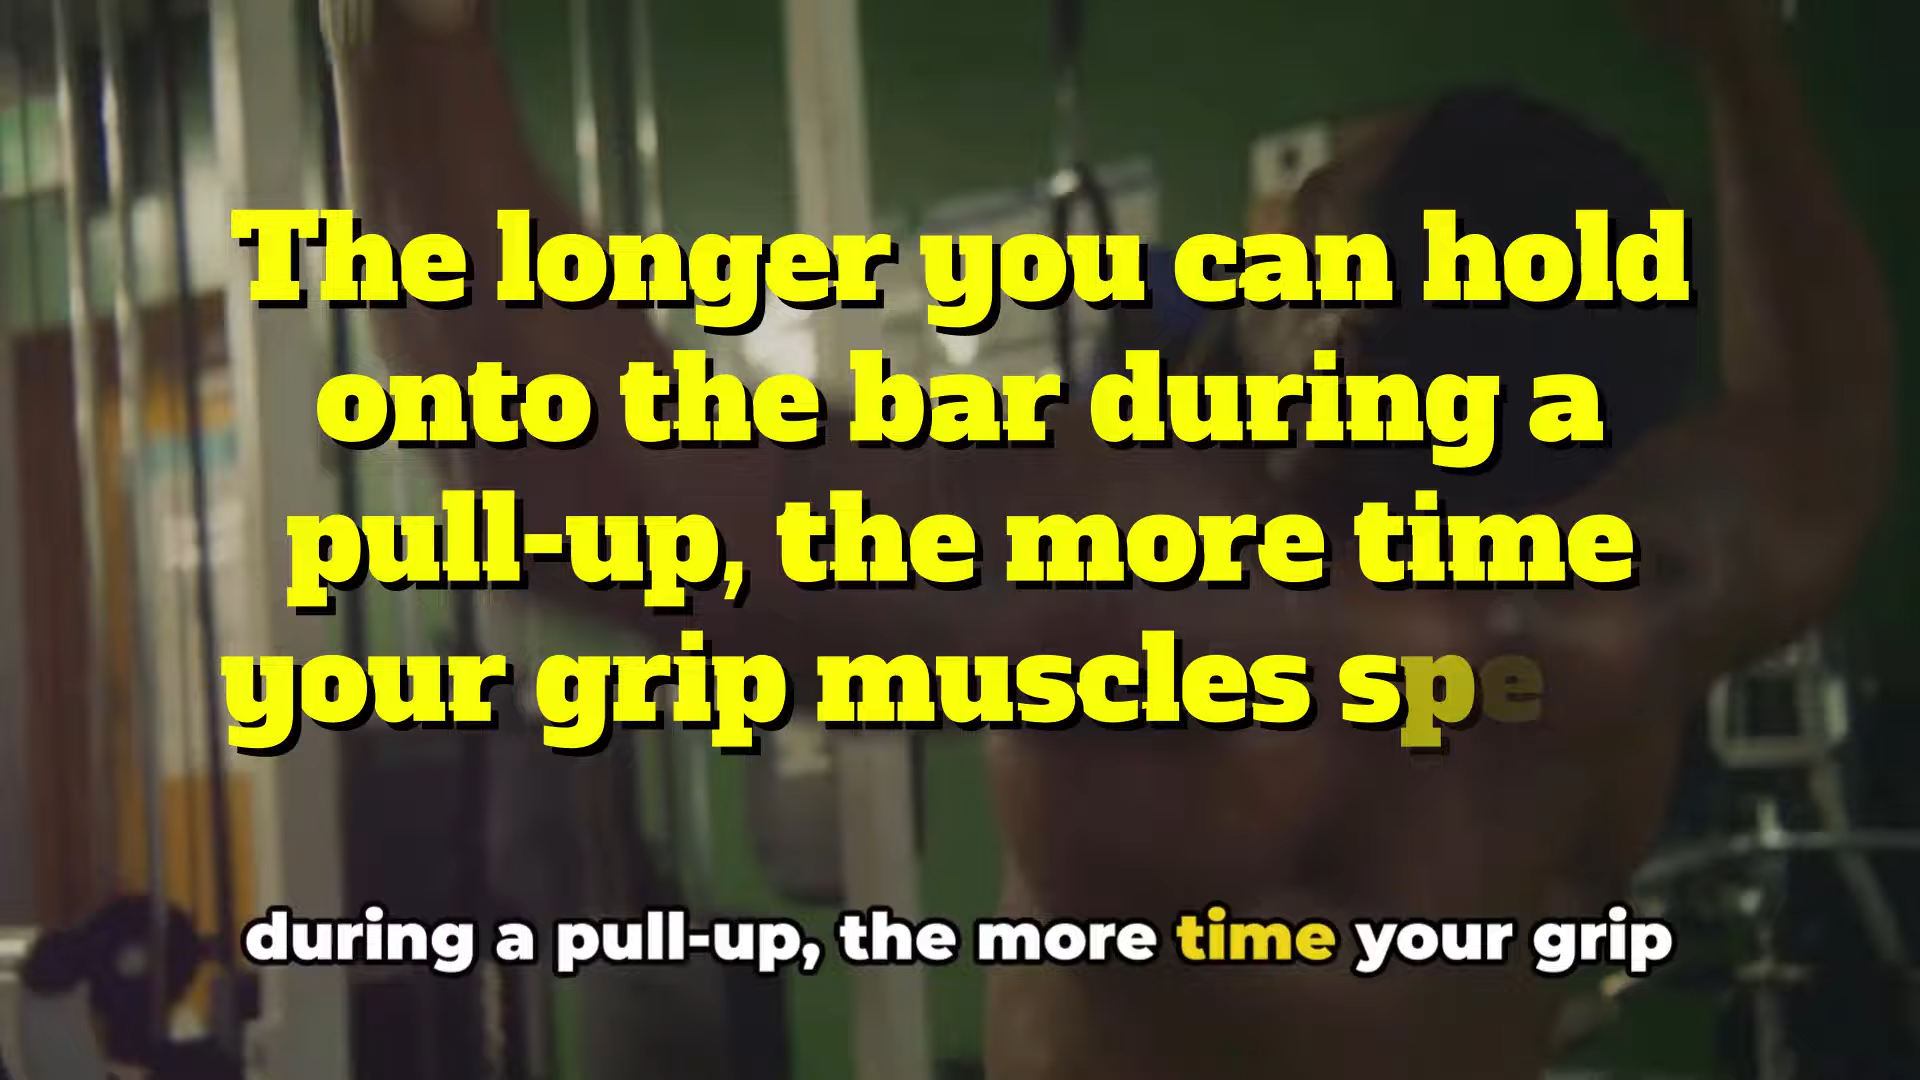 The longer you can hold
onto the bar during a
pull-up, the more time
your grip muscles spe
during a pull-up, the more time your grip